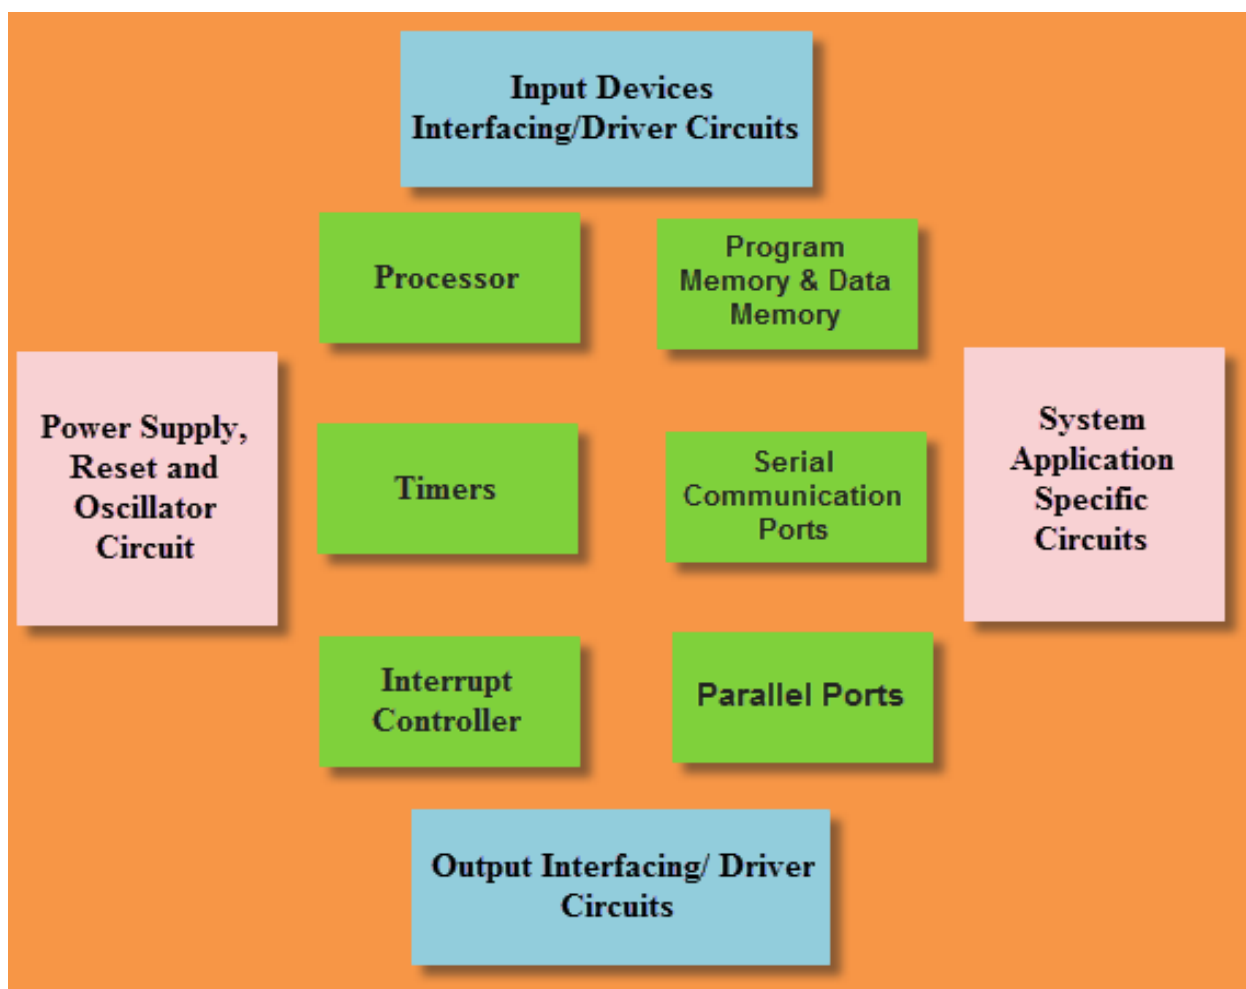 Input Devices
Interfacing/Driver Circuits
Processor
Program
Memory & Data
Memory
Power Supply,
Reset and
Oscillator
Circuit
Timers
Serial
Communication
Ports
System
Application
Specific
Circuits
Interrupt
Controller
Parallel Ports
Output Interfacing/ Driver
Circuits